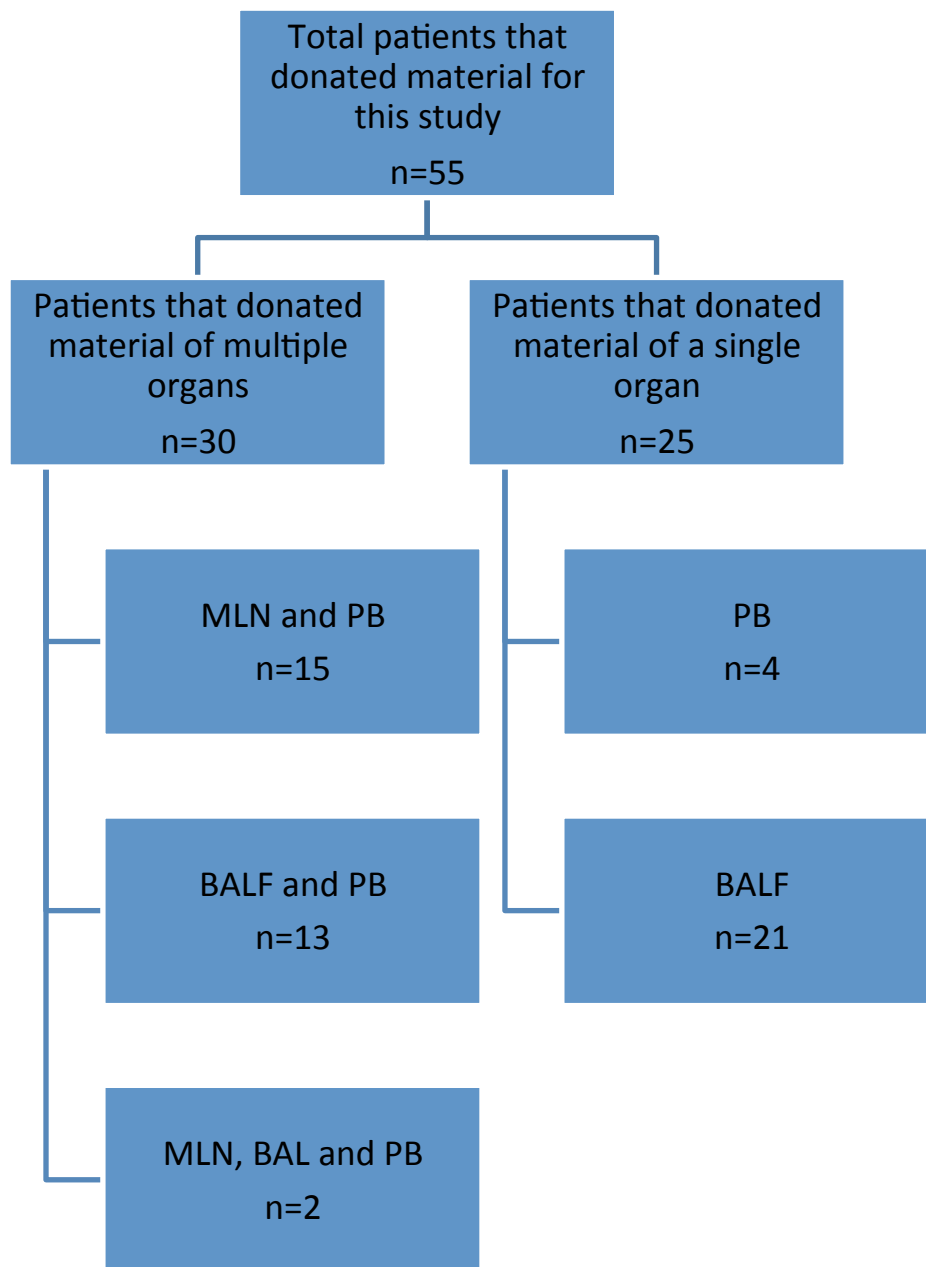 Total patients that
donated material for
this study
n=55
Patients that donated
material of multiple
organs
n=30
Patients that donated
material of a single
organ
n=25
MLN and PB
n=15
PB
n=4
BALF and PB
n=13
BALF
n=21
MLN, BAL and PB
n=2